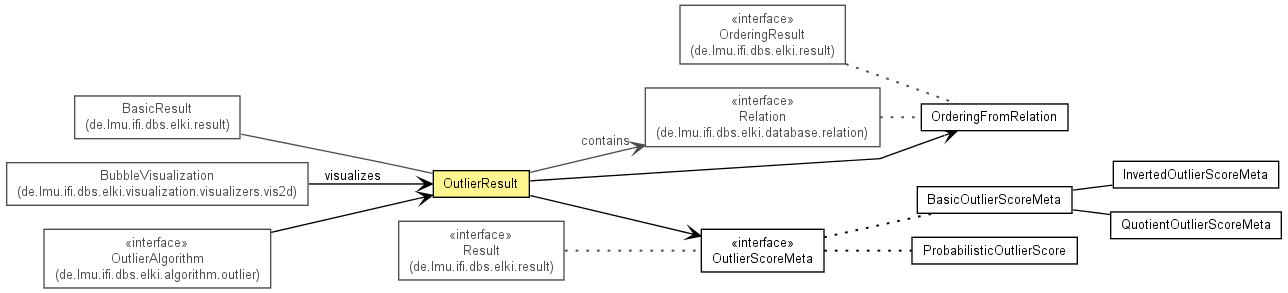 «interface»
OrderingResult
(de.lmu.ifi.dbs.elki.result)
BasicResult
(de.lmu.ifi.dbs.elki.result)
«interface»
Relation
(de.lmu.ifi.dbs.elki.database.relation)
OrderingFromRelation
contains
BubbleVisualization
(de.lmu.ifi.dbs.elki.visualization.visualizers.vis2d)
visualizes
OutlierResult
InvertedOutlierScoreMeta
BasicOutlierScoreMeta
QuotientOutlierScoreMeta
«interface»
OutlierAlgorithm
(de.lmu.ifi.dbs.elki.algorithm.outlier)
«interface»
Result
(de.lmu.ifi.dbs.elki.result)
«interface»
OutlierScoreMeta
ProbabilisticOutlierScore